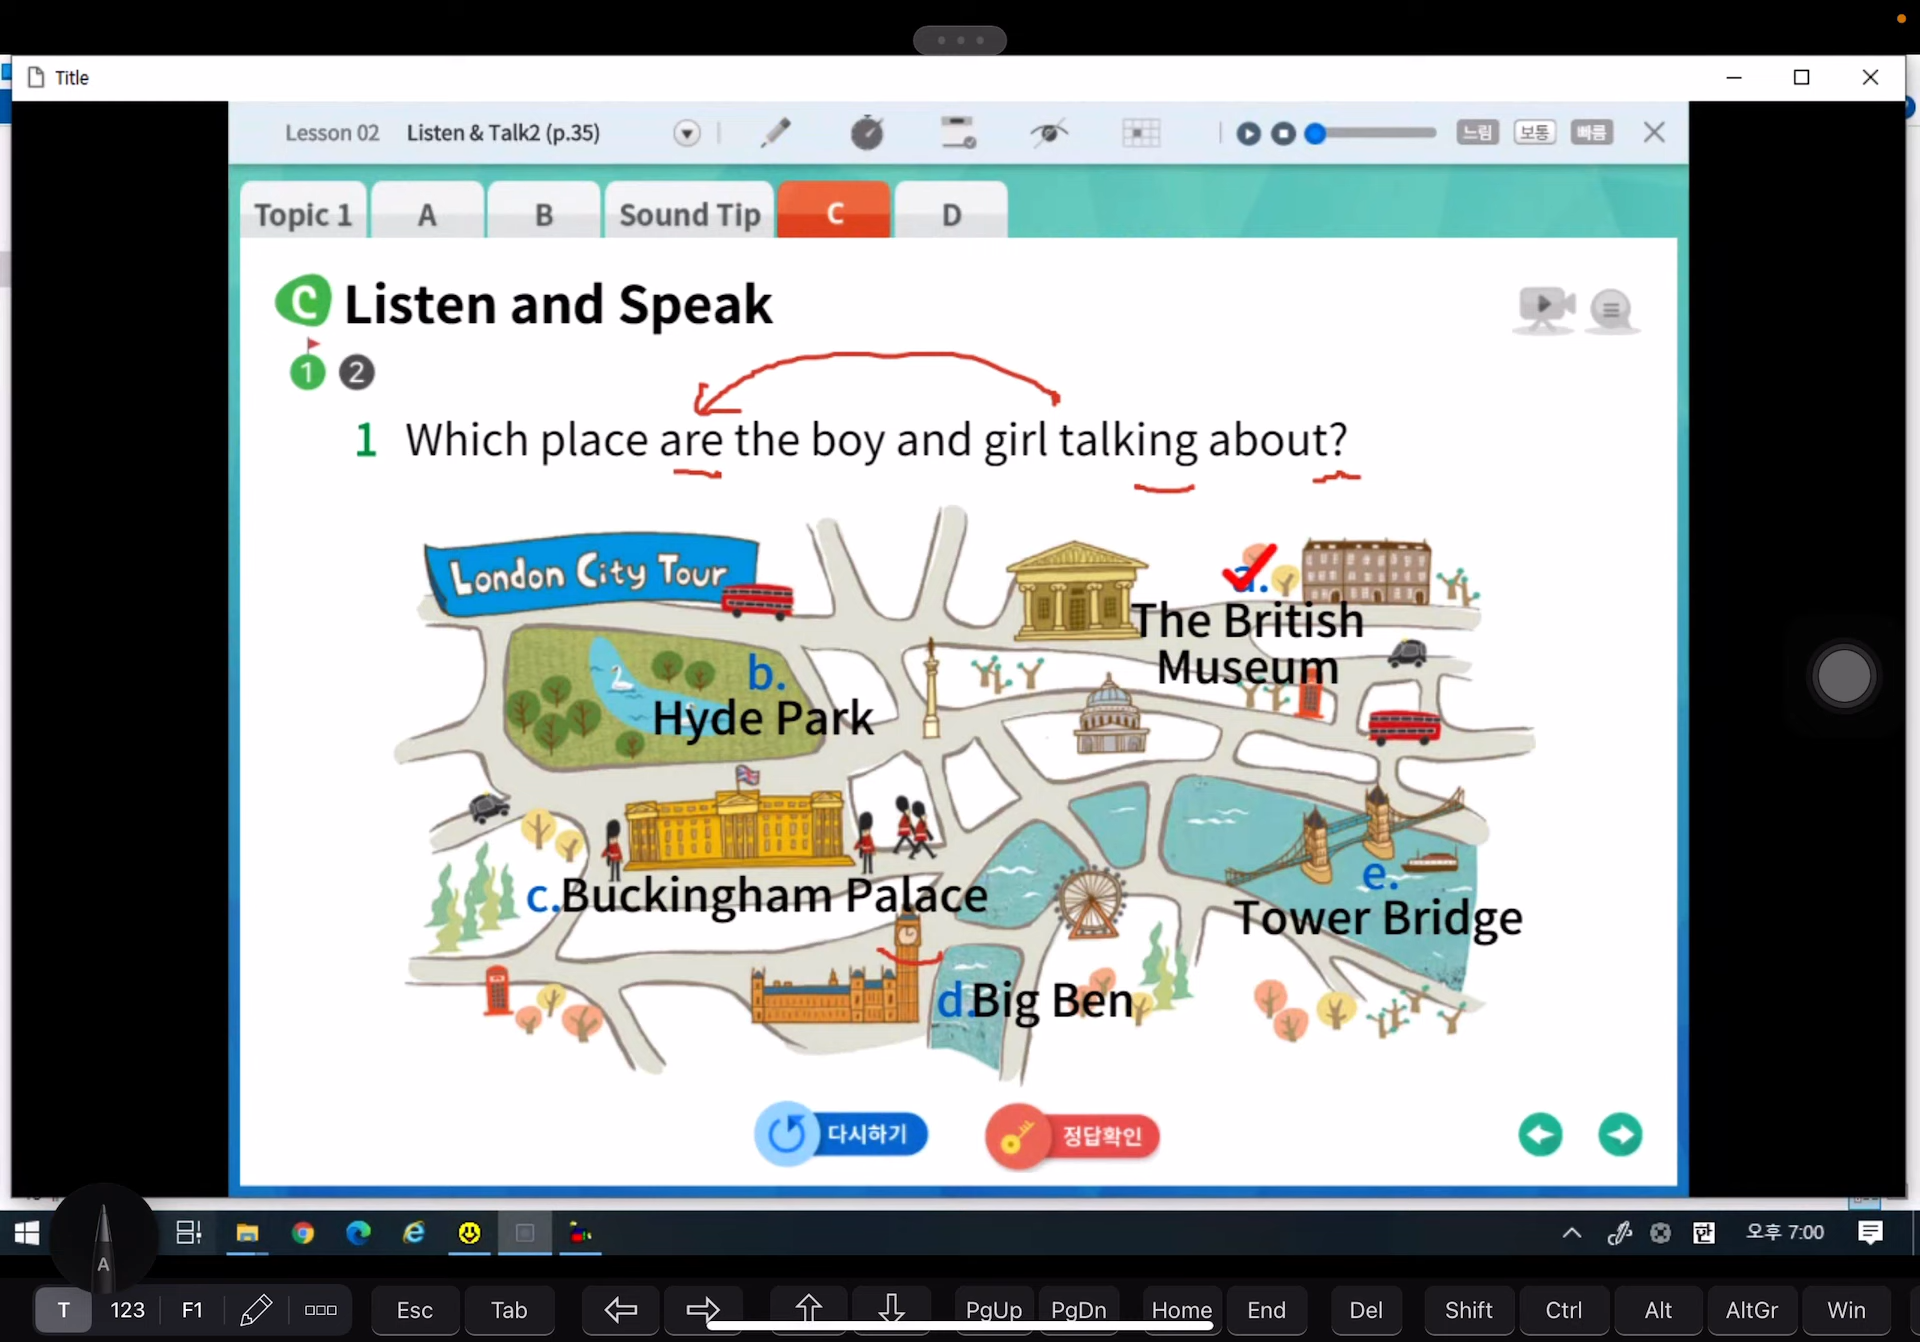 Title
Lesson 02 Listen & Talk2 (p.35) 느림 보통 빠름
Topic 1 A B Sound Tip C D
C Listen and Speak
1 2
1 Which place are the boy and girl talking about?
London City Tour
a.
The British
Museum
b.
Hyde Park
c.Buckingham Palace
e.
Tower Bridge
d.Big Ben
다시하기 정답확인
한 오후 7:00
A
T 123 F1 Esc Tab PgUp PgDn Home End Del Shift Ctrl Alt AltGr Win